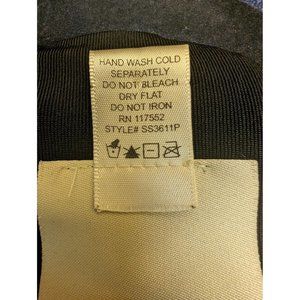 HAND WASH COLD
SEPARATELY
DO NOT BLEACH
DRY FLAT
DO NOT IRON
RN 117552
STYLE# SS3611P